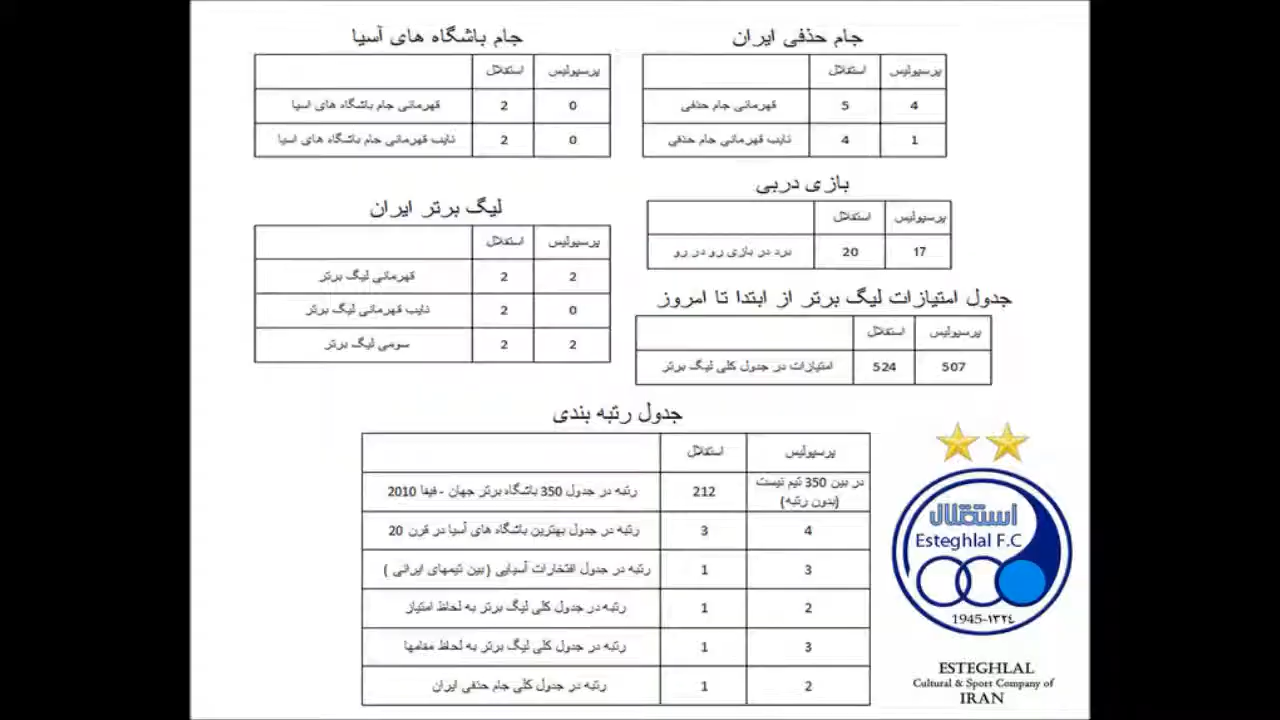 جام حذفی ایران
پرسپولیس استقلال
قهرمانی جام حذفی 5 4
نایب قهرمانی جام حذفی 4 1
جام باشگاه های آسیا
استقلال پرسپولیس
قهرمانی جام باشگاه های اسیا 2 0
نایب قهرمانی جام باشگاه های اسیا 2 0
بازی دربی
استقلال پرسپولیس
برد در بازی رو در رو 20 17
لیگ برتر ایران
استقلال پرسپولیس
قهرمانی لیگ برتر 2 2
نایب قهرمانی لیگ برتر 2 0
سومی لیگ برتر 2 2
جدول امتیازات لیگ برتر از ابتدا تا امروز
استقلال پرسپولیس
امتیازات در جدول کلی لیگ برتر 524 507
جدول رتبه بندی
استقلال پرسپولیس
رتبه در جدول 350 باشگاه برتر جهان - فیفا 2010 212 در بین 350 تیم نیست
(بدون رتبه)
رتبه در جدول بهترین باشگاه های آسیا در قرن 20 3 4
رتبه در جدول افتخارات آسیایی ( بین تیمهای ایرانی ) 1 3
رتبه در جدول کلی لیگ برتر به لحاظ امتیاز 1 2
رتبه در جدول کلی لیگ برتر به لحاظ مقامها 1 3
رتبه در جدول کلی جام حذفی ایران 1 2
استقلال
Esteghlal F.C
1945-۱۳۲٤
ESTEGHLAL
Cultural & Sport Company of
IRAN